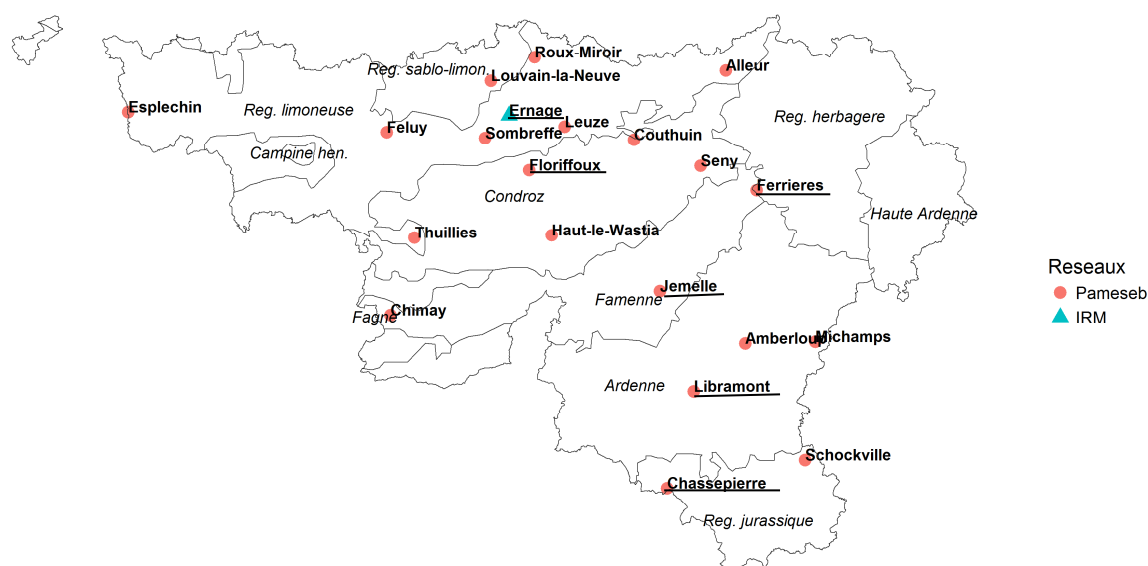 Roux-Miroir
Reg. sablo-limon.
Alleur
Louvain-la-Neuve
Esplechin
Reg. limoneuse
Ernage
Reg. herbagere
Leuze
Feluy
Sombreffe
Couthuin
Campine hen.
Floriffoux
Seny
Ferrieres
Condroz
Haute Ardenne
Thuillies
Haut-le-Wastia
Reseaux
Jemelle
Pameseb
Famenne
Chimay
Fagne
IRM
Amberloup
Michamps
Ardenne
Libramont
Schockville
Chassepierre
Reg. jurassique